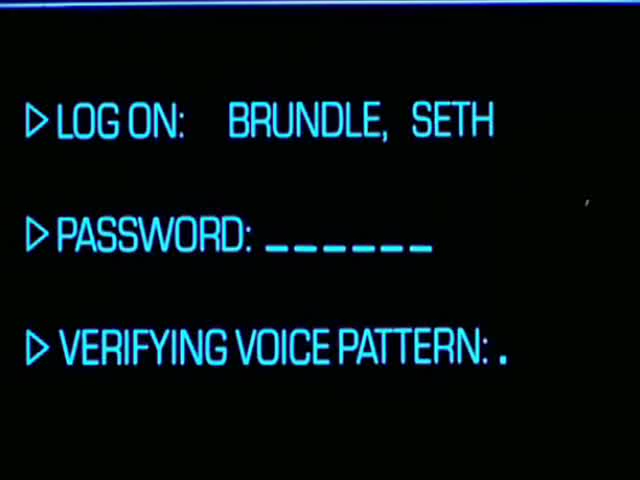 ▷ LOG ON: BRUNDLE, SETH
▷ PASSWORD: _ _ _ _ _ _
▷ VERIFYING VOICE PATTERN: .